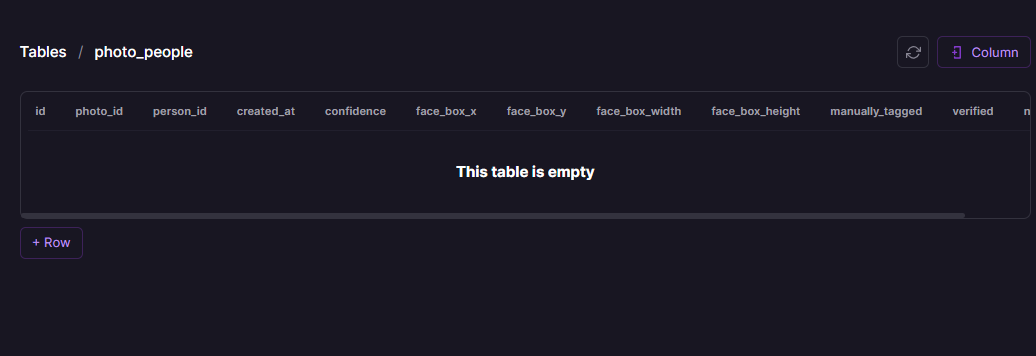 Tables / photo_people
Column
id photo_id person_id created_at confidence face_box_x face_box_y face_box_width face_box_height manually_tagged verified n
This table is empty
+ Row